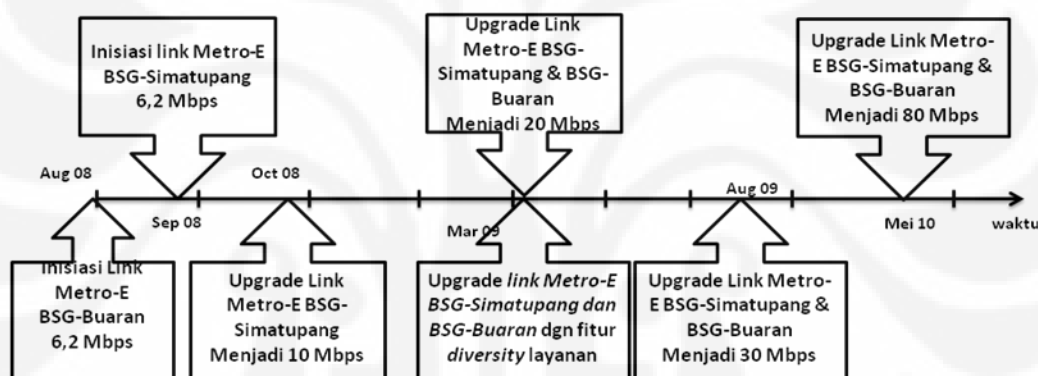 Inisiasi link Metro-E
BSG-Simatupang
6,2 Mbps
Upgrade Link
Metro-E BSG-
Simatupang & BSG-
Buaran
Menjadi 20 Mbps
Upgrade Link Metro-
E BSG-Simatupang &
BSG-Buaran
Menjadi 80 Mbps
Aug 08
Sep 08
Oct 08
Mar 09
Aug 09
Mei 10
waktu
Inisiasi Link
Metro-E
BSG-Buaran
6,2 Mbps
Upgrade Link
Metro-E BSG-
Simatupang
Menjadi 10 Mbps
Upgrade link Metro-E
BSG-Simatupang dan
BSG-Buaran dgn fitur
diversity layanan
Upgrade Link Metro-
E BSG-Simatupang &
BSG-Buaran
Menjadi 30 Mbps